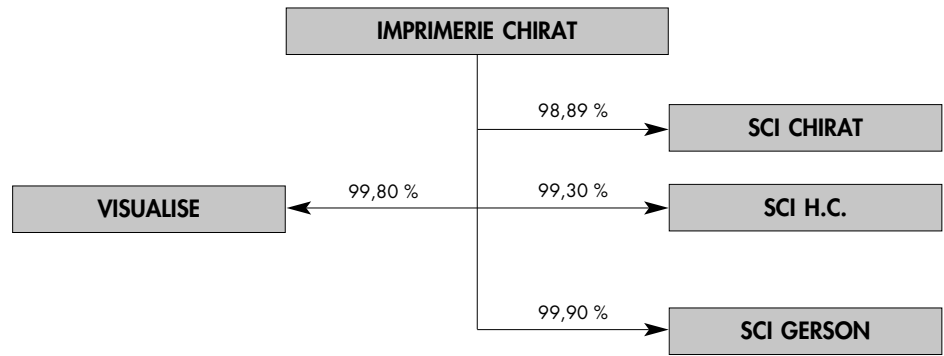 IMPRIMERIE CHIRAT
98,89 %
SCI CHIRAT
VISUALISE
99,80 %
99,30 %
SCI H.C.
99,90 %
SCI GERSON